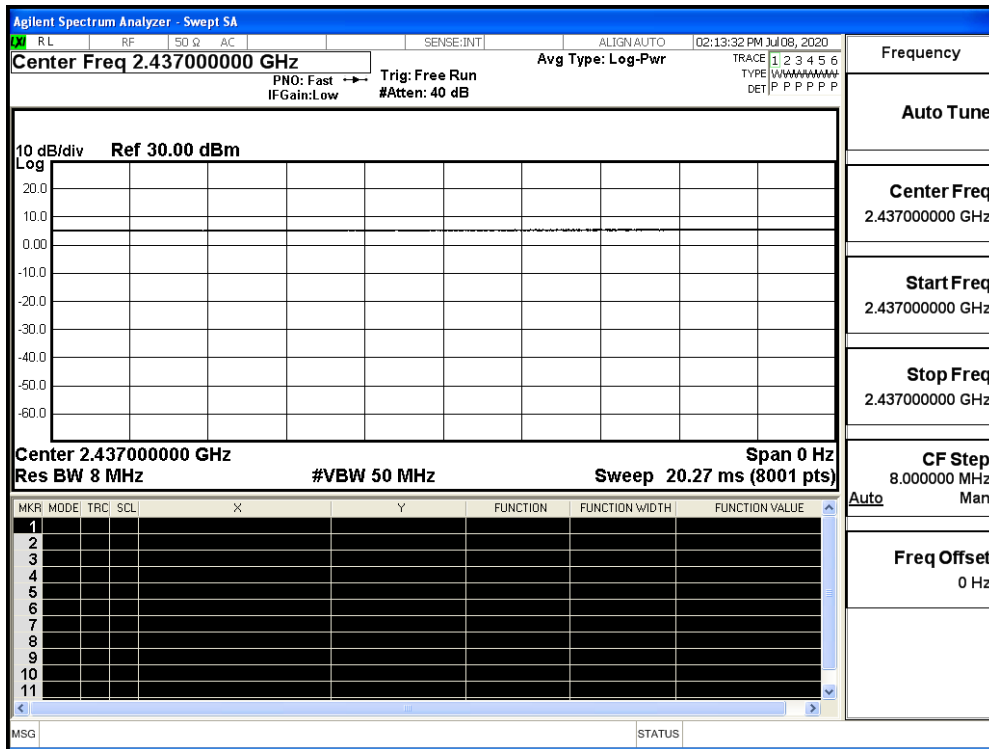 Agilent Spectrum Analyzer - Swept SA
LXI RL RF 50 Ω AC SENSE:INT ALIGN AUTO 02:13:32 PM Jul 08, 2020
Center Freq 2.437000000 GHz Avg Type: Log-Pwr TRACE 1 2 3 4 5 6
PNO: Fast Trig: Free Run TYPE WWWWWW
IFGain:Low #Atten: 40 dB DET P P P P P P
10 dB/div Ref 30.00 dBm
Log
20.0
10.0
0.00
-10.0
-20.0
-30.0
-40.0
-50.0
-60.0
Center 2.437000000 GHz Span 0 Hz
Res BW 8 MHz #VBW 50 MHz Sweep 20.27 ms (8001 pts)
MKR MODE TRC SCL X Y FUNCTION FUNCTION WIDTH FUNCTION VALUE
1
2
3
4
5
6
7
8
9
10
11
MSG STATUS
Frequency
Auto Tune
Center Freq
2.437000000 GHz
Start Freq
2.437000000 GHz
Stop Freq
2.437000000 GHz
CF Step
8.000000 MHz
Auto Man
Freq Offset
0 Hz